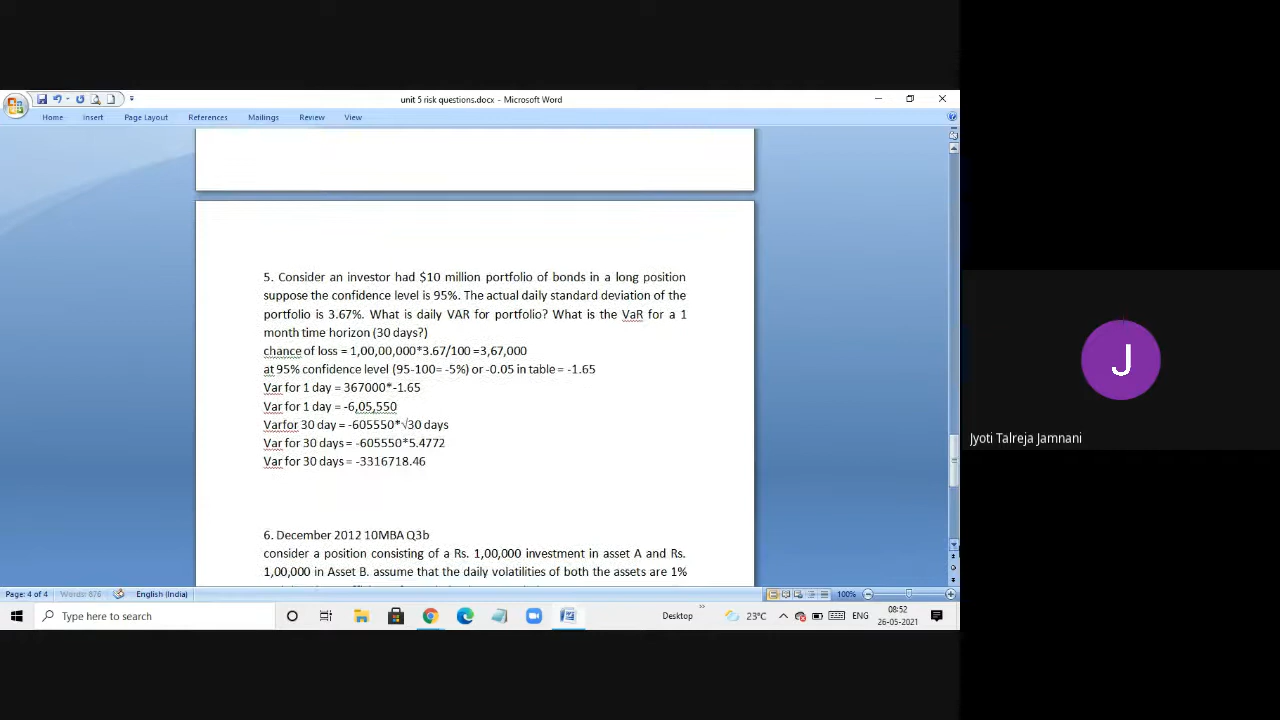 unit 5 risk questions.docx - Microsoft Word
Home Insert Page Layout References Mailings Review View
5. Consider an investor had $10 million portfolio of bonds in a long position
suppose the confidence level is 95%. The actual daily standard deviation of the
portfolio is 3.67%. What is daily VAR for portfolio? What is the VaR for a 1
month time horizon (30 days?)
chance of loss = 1,00,00,000*3.67/100 =3,67,000
at 95% confidence level (95-100= -5%) or -0.05 in table = -1.65
Var for 1 day = 367000*-1.65
Var for 1 day = -6,05,550
Varfor 30 day = -605550*√30 days
Var for 30 days = -605550*5.4772
Var for 30 days = -3316718.46
6. December 2012 10MBA Q3b
consider a position consisting of a Rs. 1,00,000 investment in asset A and Rs.
1,00,000 in Asset B. assume that the daily volatilities of both the assets are 1%
Page: 4 of 4 Words: 876 English (India) 100%
Type here to search Desktop 23°C ENG 08:52
26-05-2021
J
Jyoti Talreja Jamnani